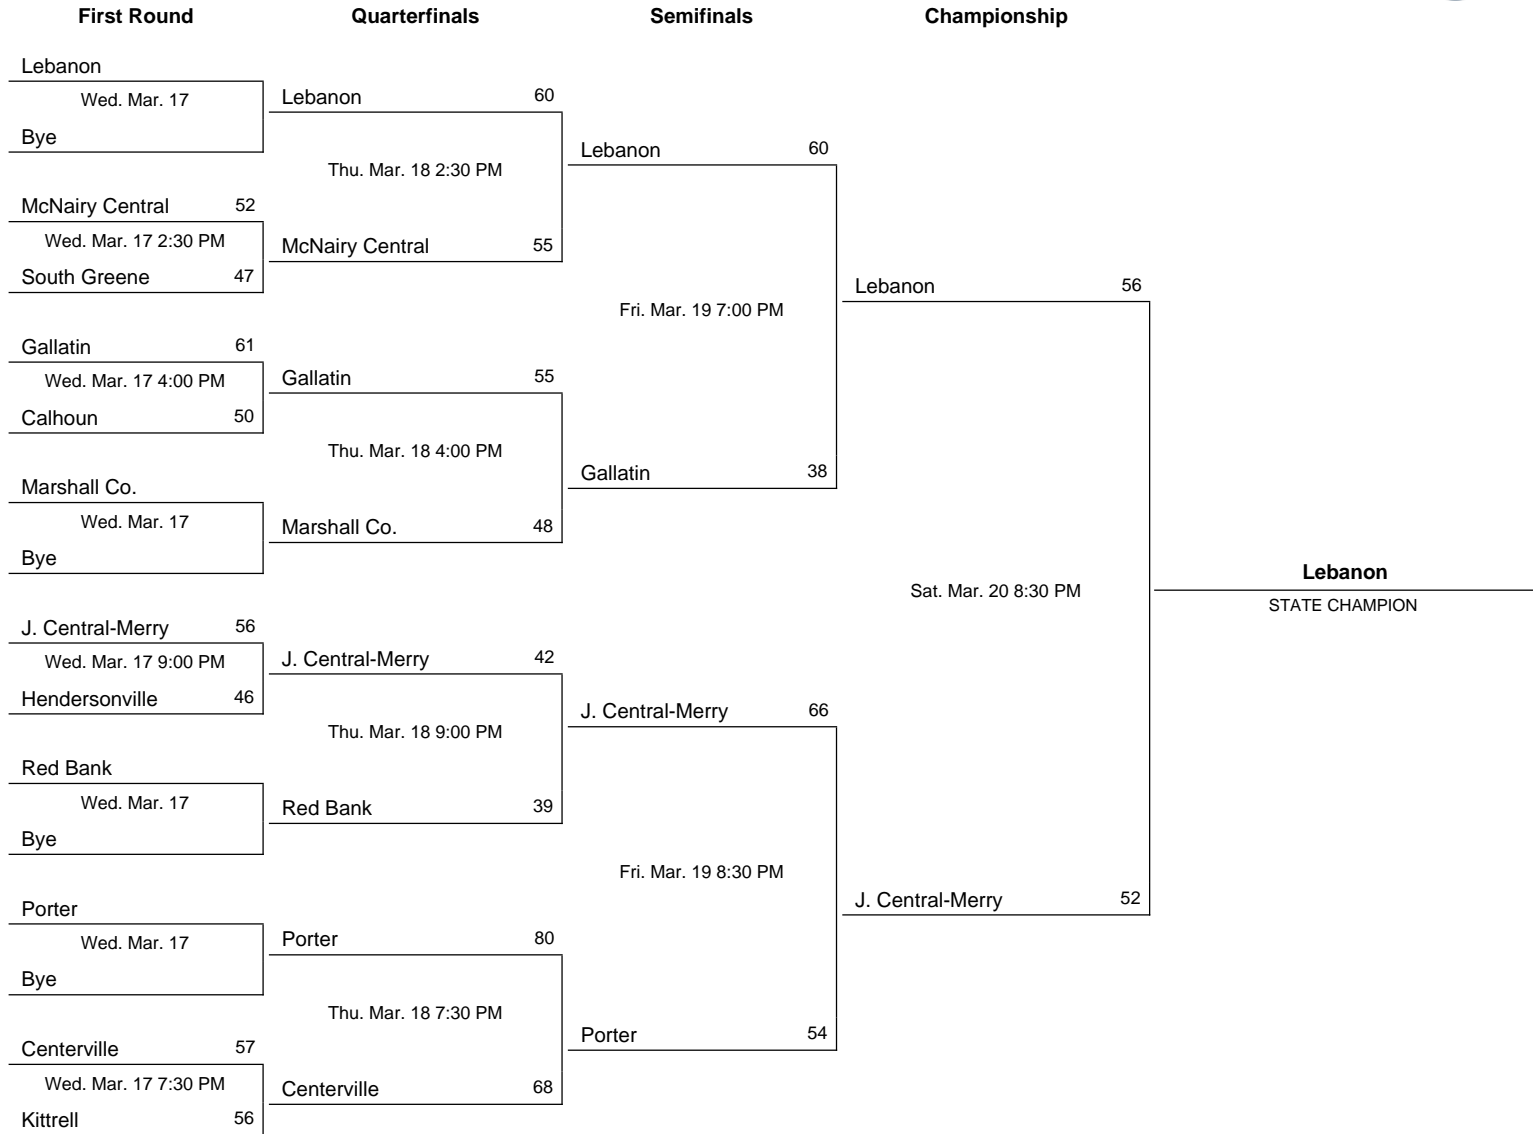 First Round
Quarterfinals
Semifinals
Championship
Lebanon
Wed. Mar. 17
Bye
McNairy Central 52
Wed. Mar. 17 2:30 PM
South Greene 47
Gallatin 61
Wed. Mar. 17 4:00 PM
Calhoun 50
Marshall Co.
Wed. Mar. 17
Bye
J. Central-Merry 56
Wed. Mar. 17 9:00 PM
Hendersonville 46
Red Bank
Wed. Mar. 17
Bye
Porter
Wed. Mar. 17
Bye
Centerville 57
Wed. Mar. 17 7:30 PM
Kittrell 56
Lebanon 60
Thu. Mar. 18 2:30 PM
McNairy Central 55
Gallatin 55
Thu. Mar. 18 4:00 PM
Marshall Co. 48
J. Central-Merry 42
Thu. Mar. 18 9:00 PM
Red Bank 39
Porter 80
Thu. Mar. 18 7:30 PM
Centerville 68
Lebanon 60
Fri. Mar. 19 7:00 PM
Gallatin 38
J. Central-Merry 66
Fri. Mar. 19 8:30 PM
Porter 54
Lebanon 56
Sat. Mar. 20 8:30 PM
J. Central-Merry 52
Lebanon
STATE CHAMPION